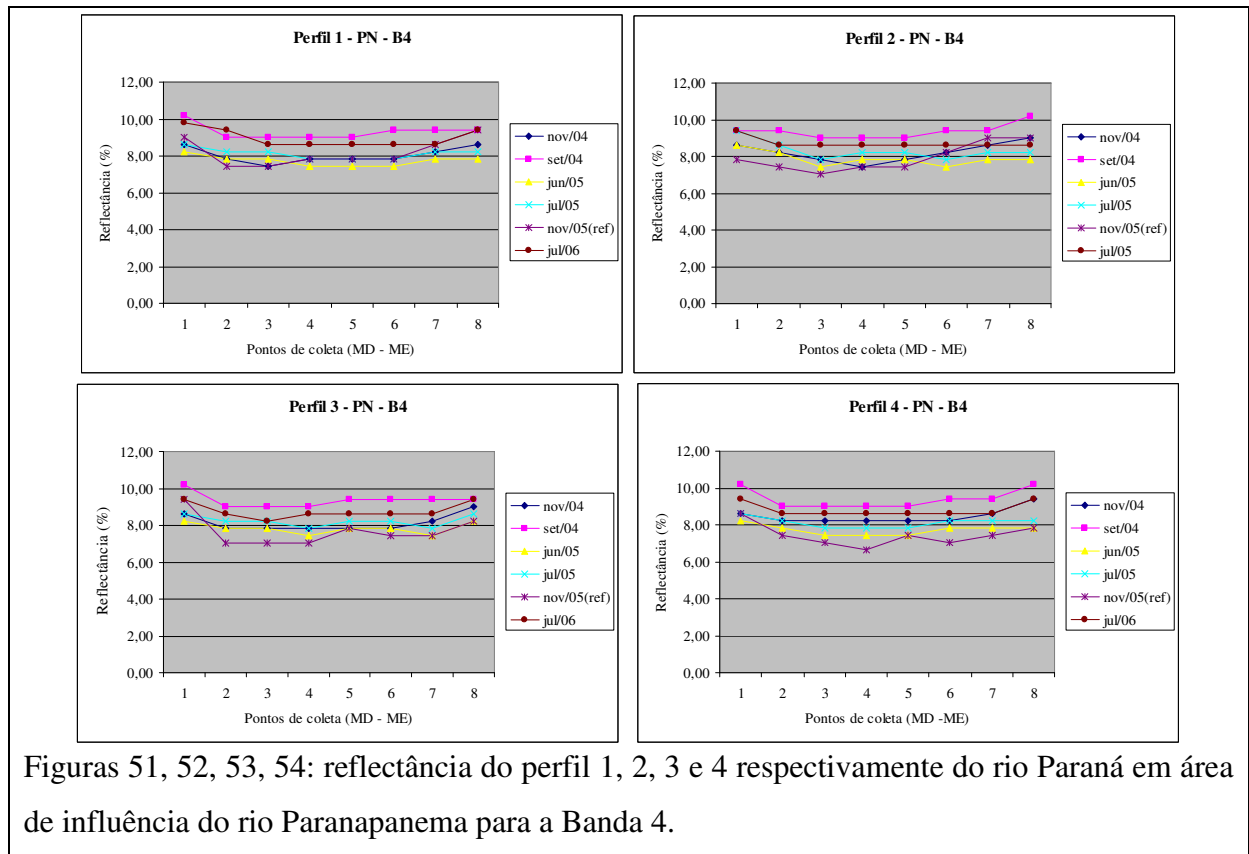 Perfil 1 - PN - B4
Reflectância (%)
12,00
10,00
8,00
6,00
4,00
2,00
0,00
1 2 3 4 5 6 7 8
Pontos de coleta (MD - ME)
nov/04
set/04
jun/05
jul/05
nov/05(ref)
jul/06
Perfil 2 - PN - B4
Reflectância (%)
12,00
10,00
8,00
6,00
4,00
2,00
0,00
1 2 3 4 5 6 7 8
Pontos de coleta (MD - ME)
nov/04
set/04
jun/05
jul/05
nov/05(ref)
jul/05
Perfil 3 - PN - B4
Reflectância (%)
12,00
10,00
8,00
6,00
4,00
2,00
0,00
1 2 3 4 5 6 7 8
Pontos de coleta (MD - ME)
nov/04
set/04
jun/05
jul/05
nov/05(ref)
jul/06
Perfil 4 - PN - B4
Reflectância (%)
12,00
10,00
8,00
6,00
4,00
2,00
0,00
1 2 3 4 5 6 7 8
Pontos de coleta (MD -ME)
nov/04
set/04
jun/05
jul/05
nov/05(ref)
jul/06
Figuras 51, 52, 53, 54: reflectância do perfil 1, 2, 3 e 4 respectivamente do rio Paraná em área
de influência do rio Paranapanema para a Banda 4.